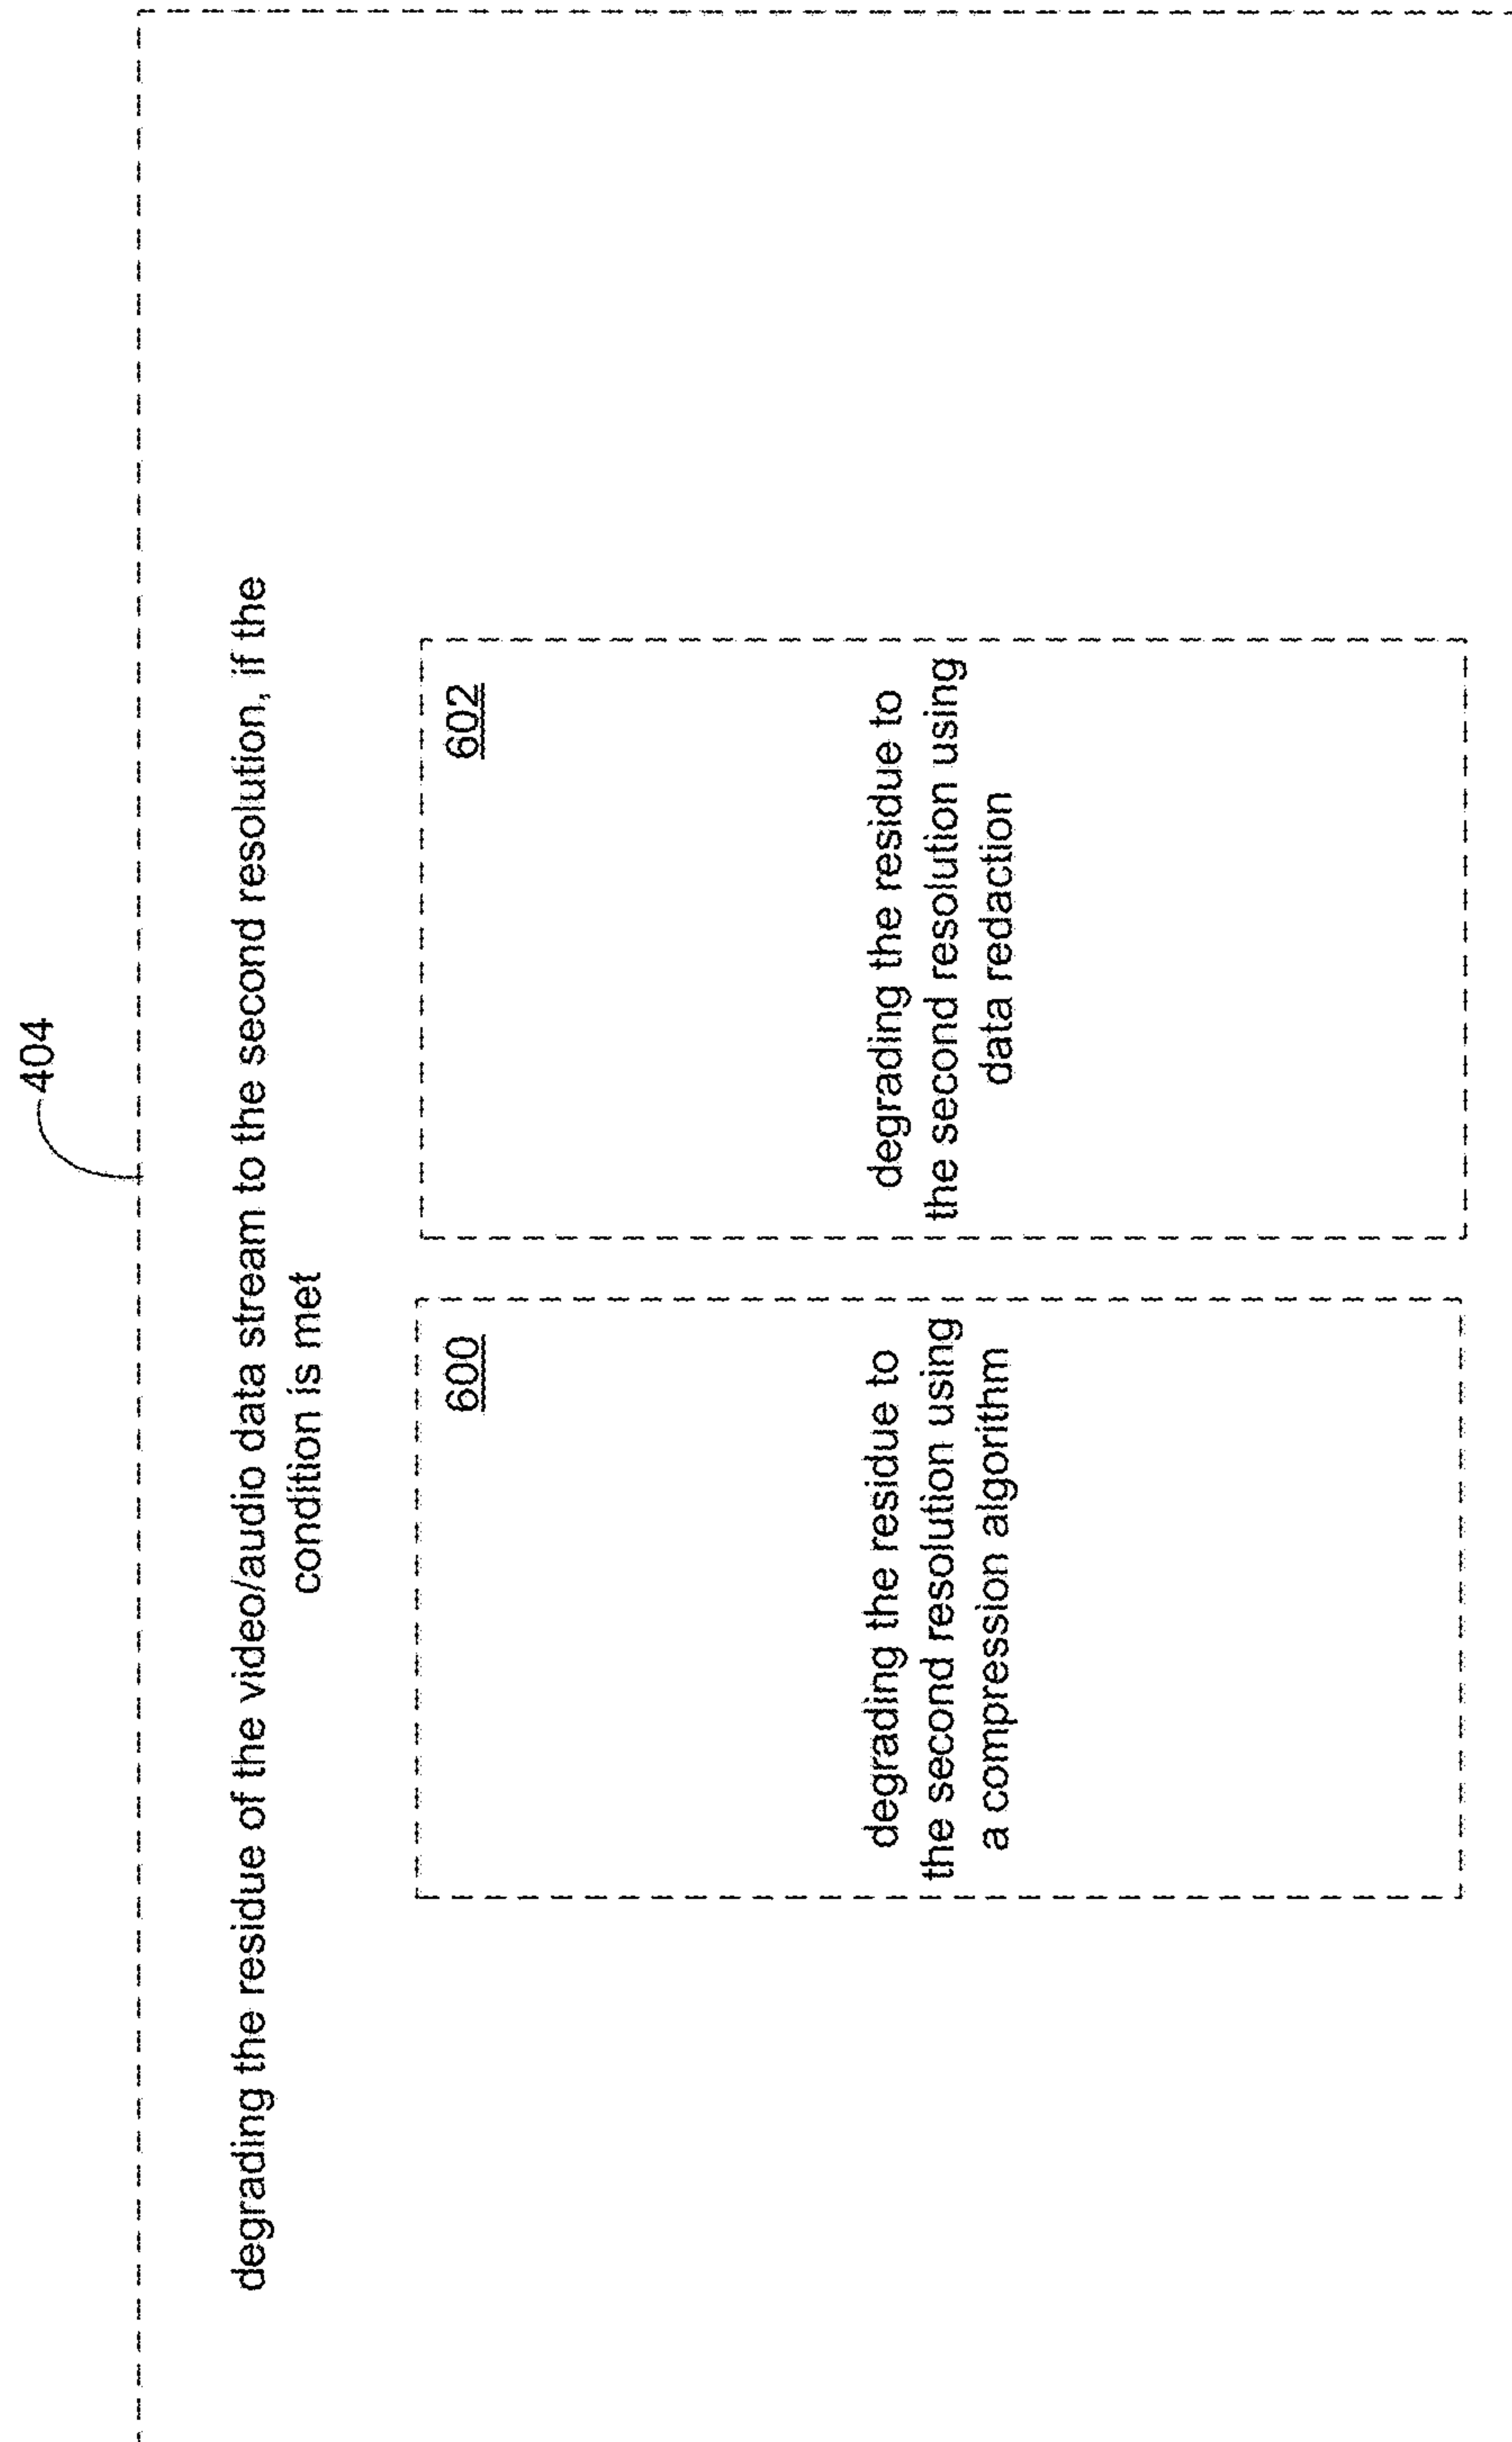 404
degrading the residue of the video/audio data stream to the second resolution, if the
condition is met
600
degrading the residue to
the second resolution using
a compression algorithm
602
degrading the residue to
the second resolution using
data redaction